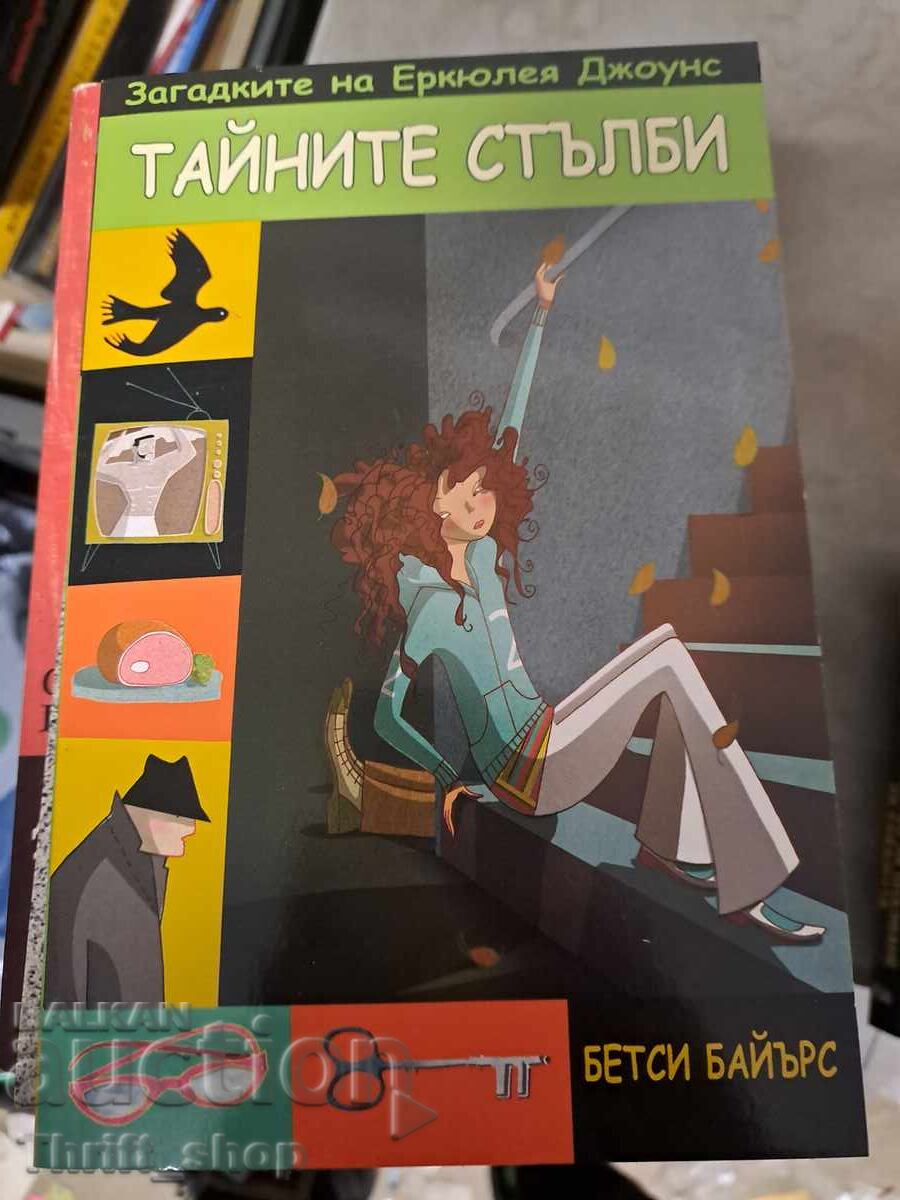 Загадките на Еркюлея Джоунс
ТАЙНИТЕ СТЪЛБИ
БЕТСИ БАЙЪРС
BALKAN
auction
Thrift_shop